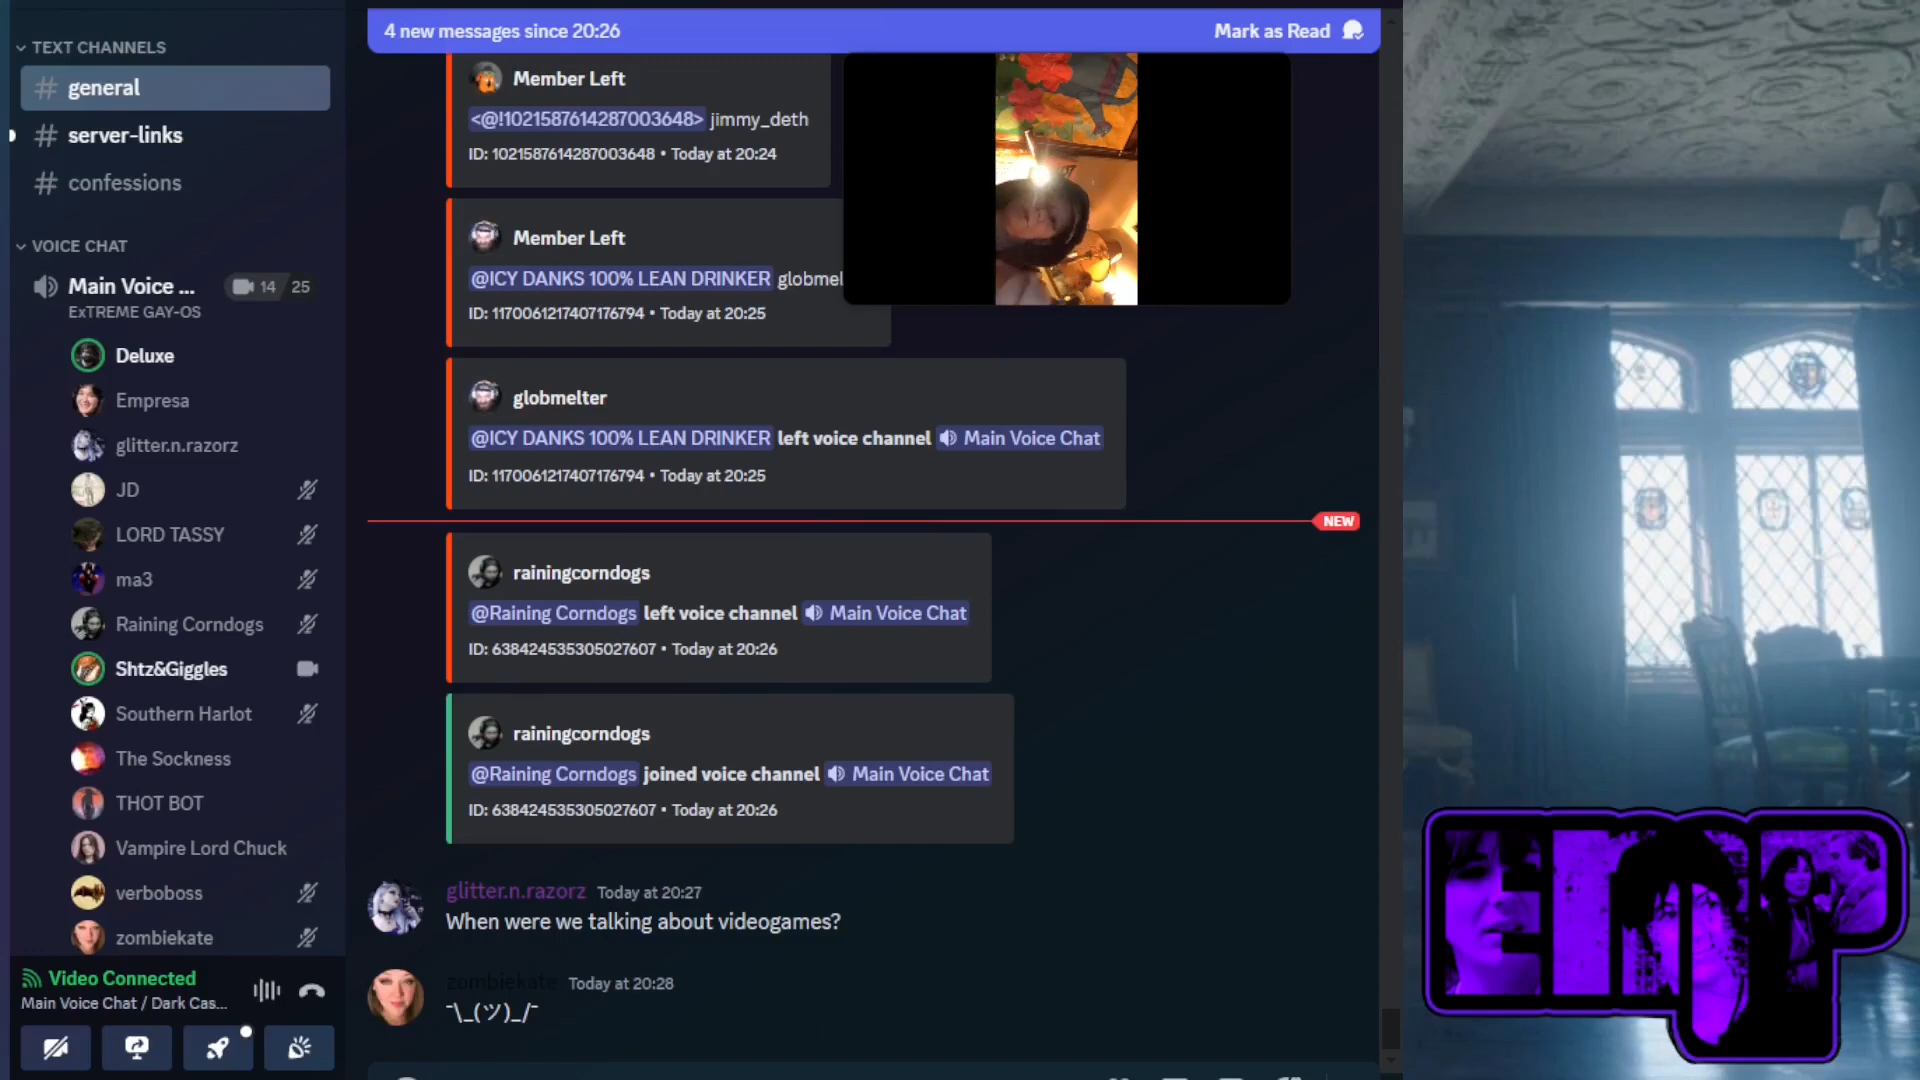 TEXT CHANNELS
general
server-links
confessions
VOICE CHAT
Main Voice ...
14 25
ExTREME GAY-OS
Deluxe
Empresa
glitter.n.razorz
JD
LORD TASSY
ma3
Raining Corndogs
Shtz&Giggles
Southern Harlot
The Sockness
THOT BOT
Vampire Lord Chuck
verboboss
zombiekate
Video Connected
Main Voice Chat / Dark Cas...
4 new messages since 20:26
Mark as Read
Member Left
<@!1021587614287003648> jimmy_deth
ID: 1021587614287003648 • Today at 20:24
Member Left
@ICY DANKS 100% LEAN DRINKER globmel
ID: 1170061217407176794 • Today at 20:25
globmelter
@ICY DANKS 100% LEAN DRINKER left voice channel Main Voice Chat
ID: 1170061217407176794 • Today at 20:25
NEW
rainingcorndogs
@Raining Corndogs left voice channel Main Voice Chat
ID: 638424535305027607 • Today at 20:26
rainingcorndogs
@Raining Corndogs joined voice channel Main Voice Chat
ID: 638424535305027607 • Today at 20:26
glitter.n.razorz Today at 20:27
When were we talking about videogames?
zombiekate Today at 20:28
¯\_(ツ)_/¯
EMP